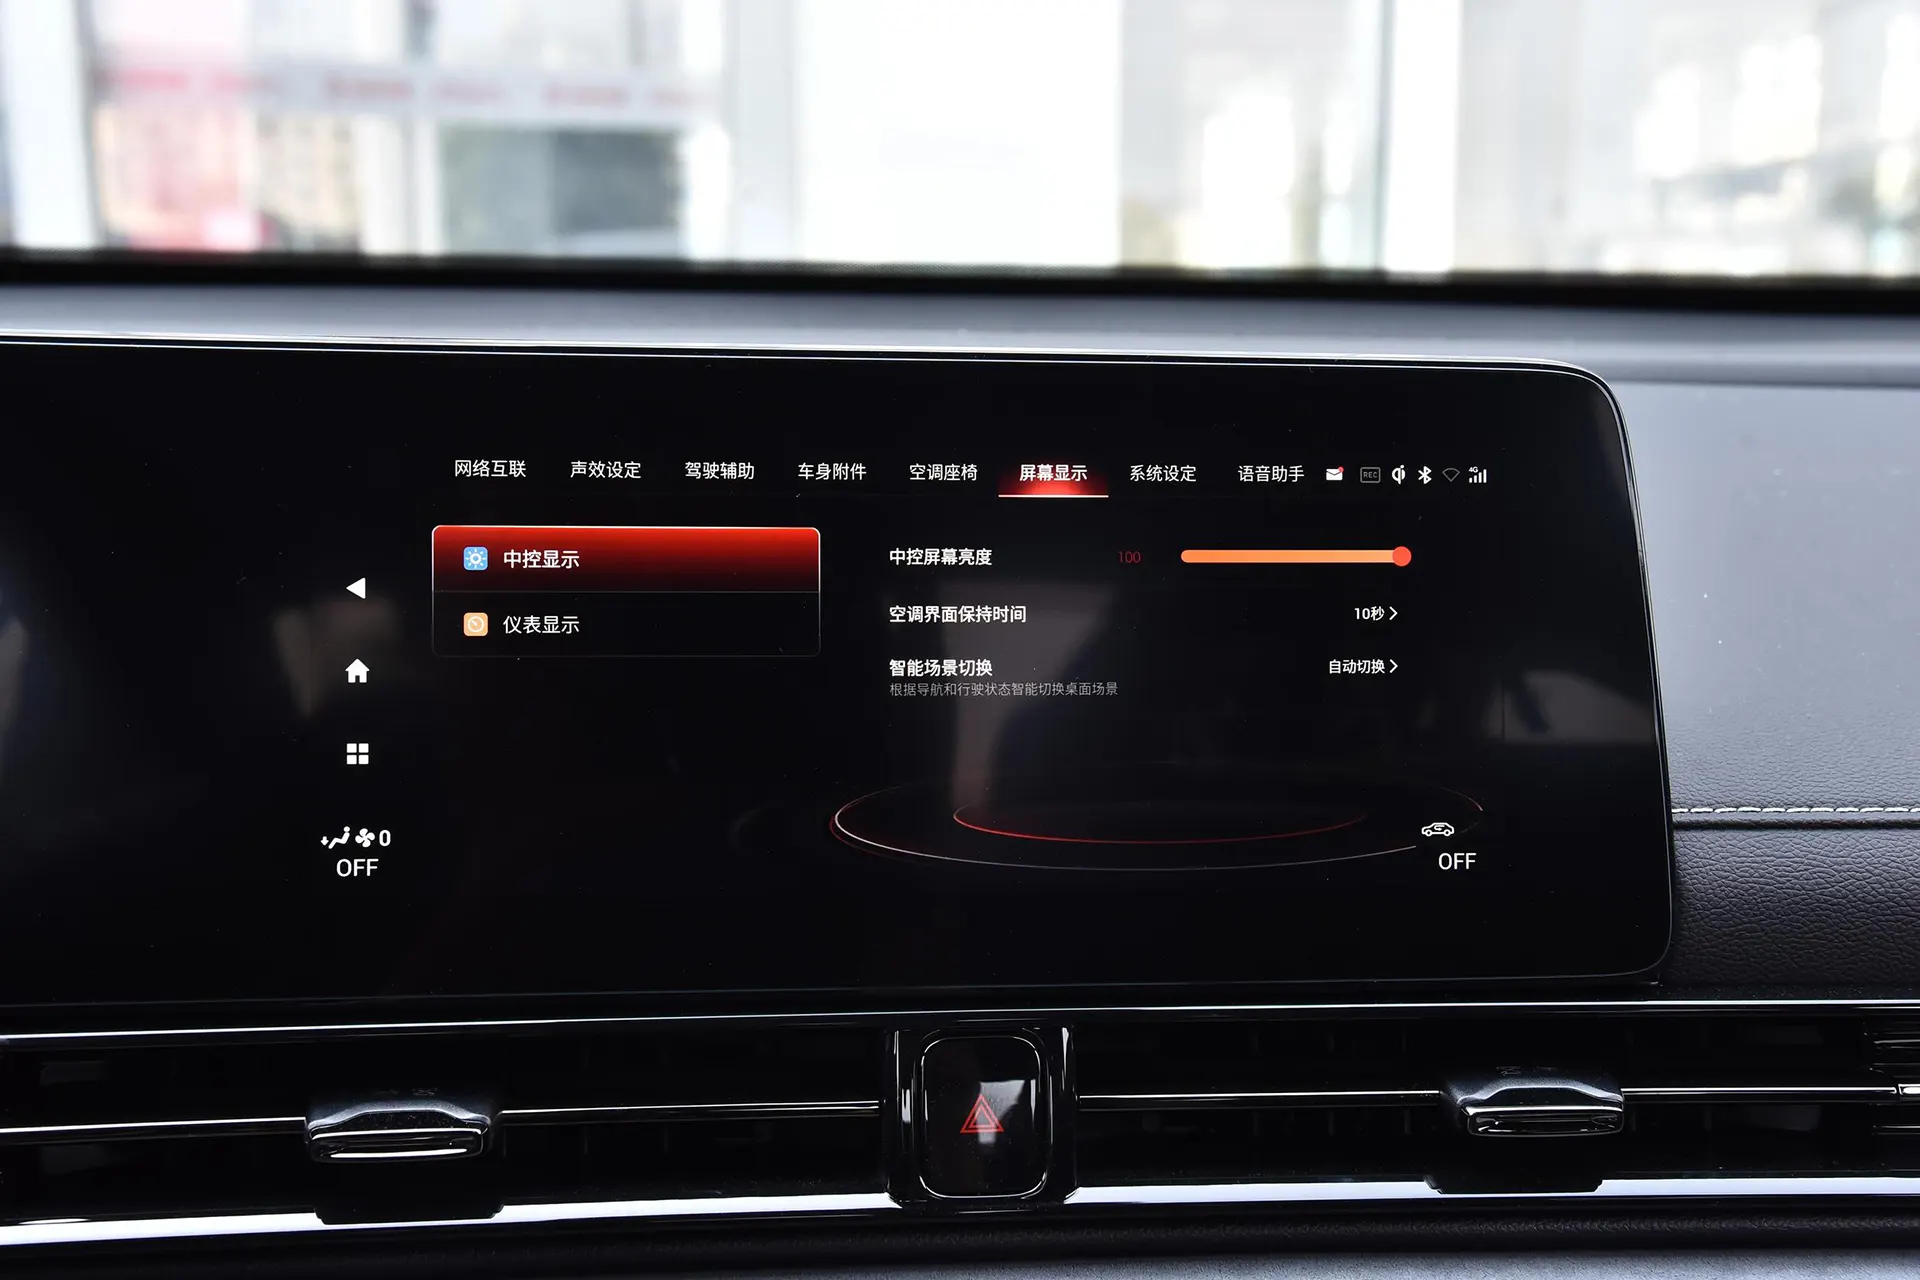 网络互联 声效设定 驾驶辅助 车身附件 空调座椅 屏幕显示 系统设定 语音助手 REC 4G
中控显示
仪表显示
中控屏幕亮度 100
空调界面保持时间 10秒
智能场景切换 自动切换
根据导航和行驶状态智能切换桌面场景
0
OFF
OFF